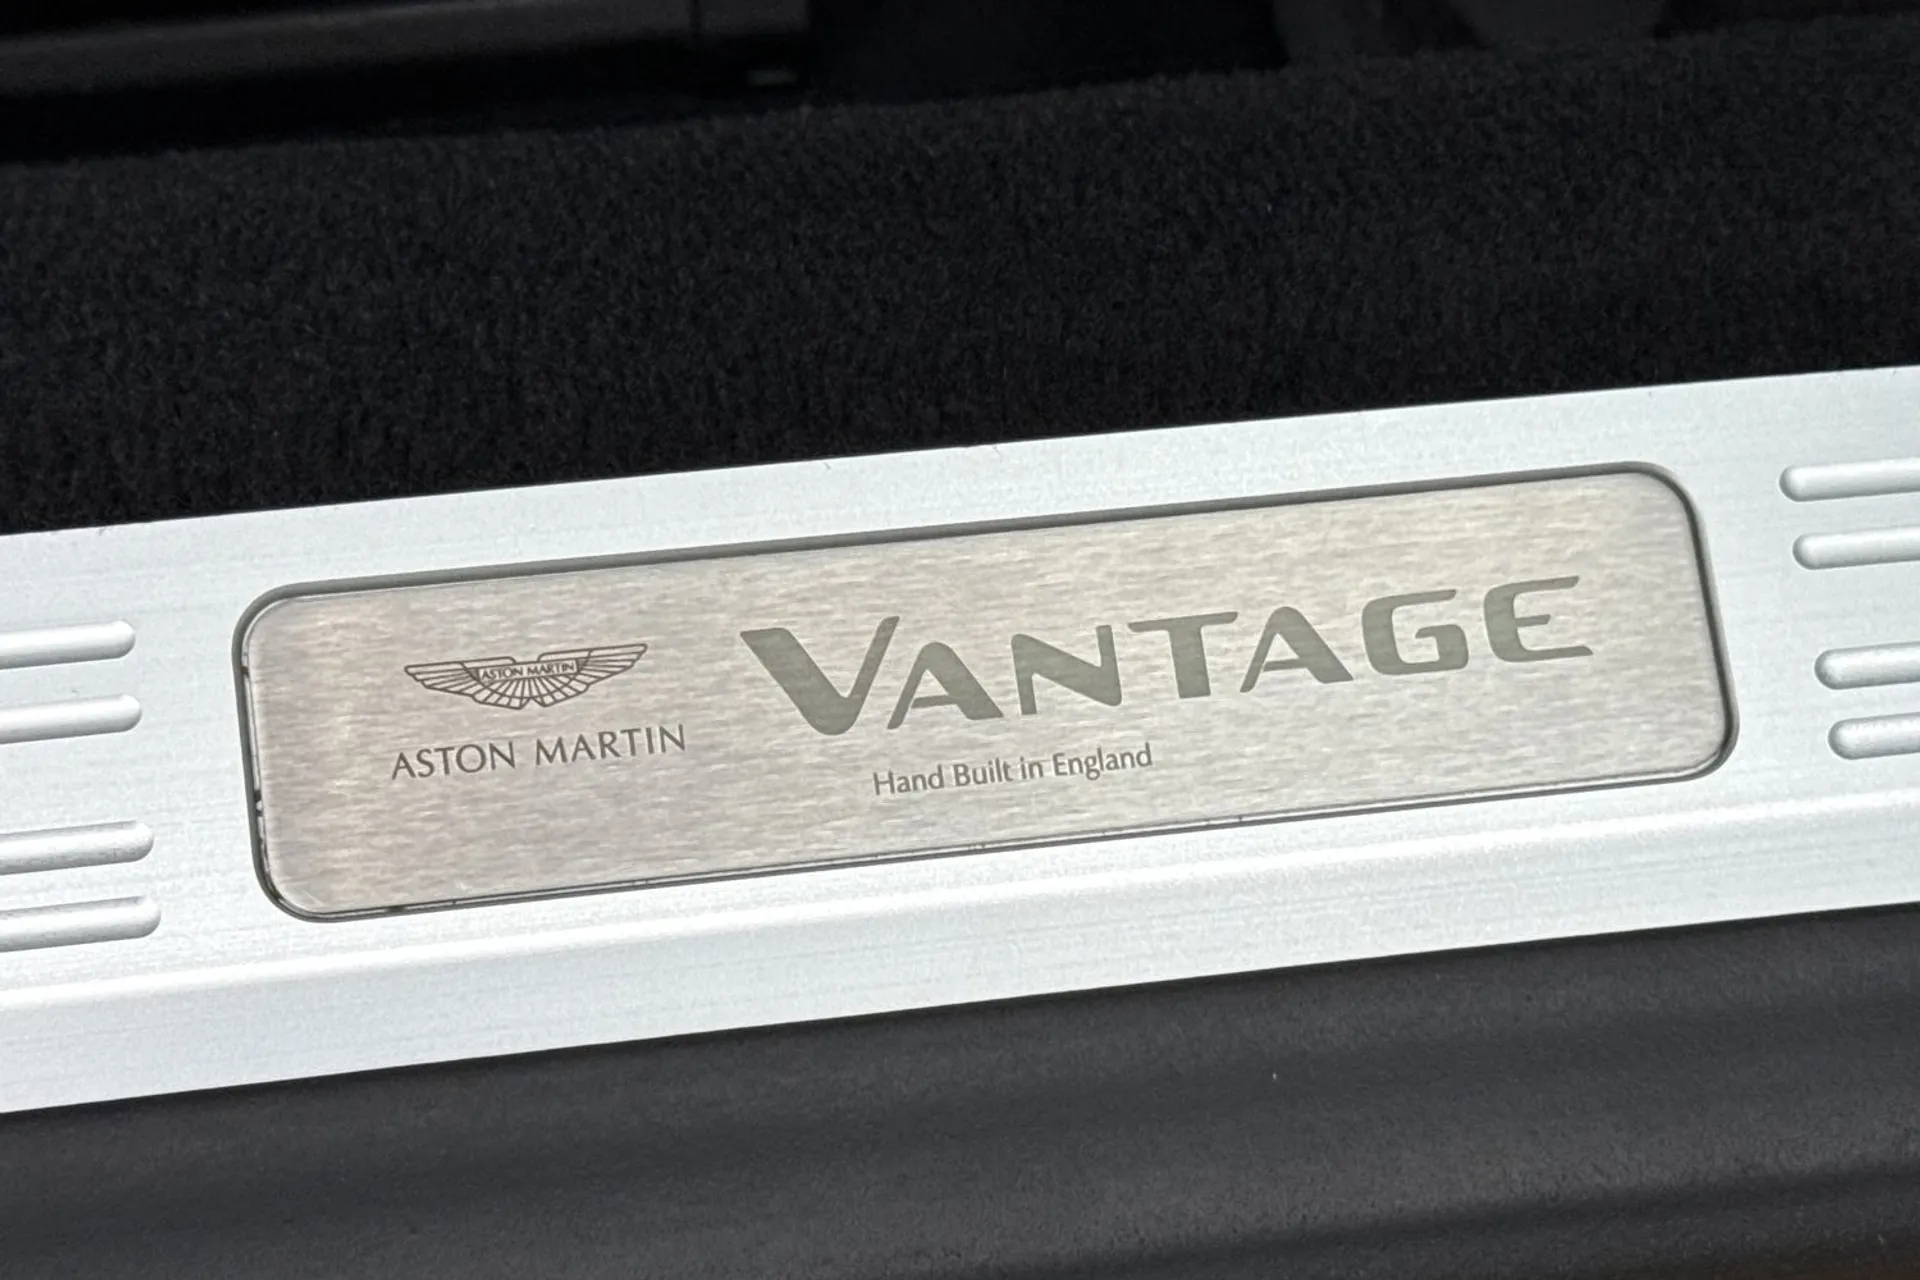 ASTON MARTIN
ASTON MARTIN
VANTAGE
Hand Built in England